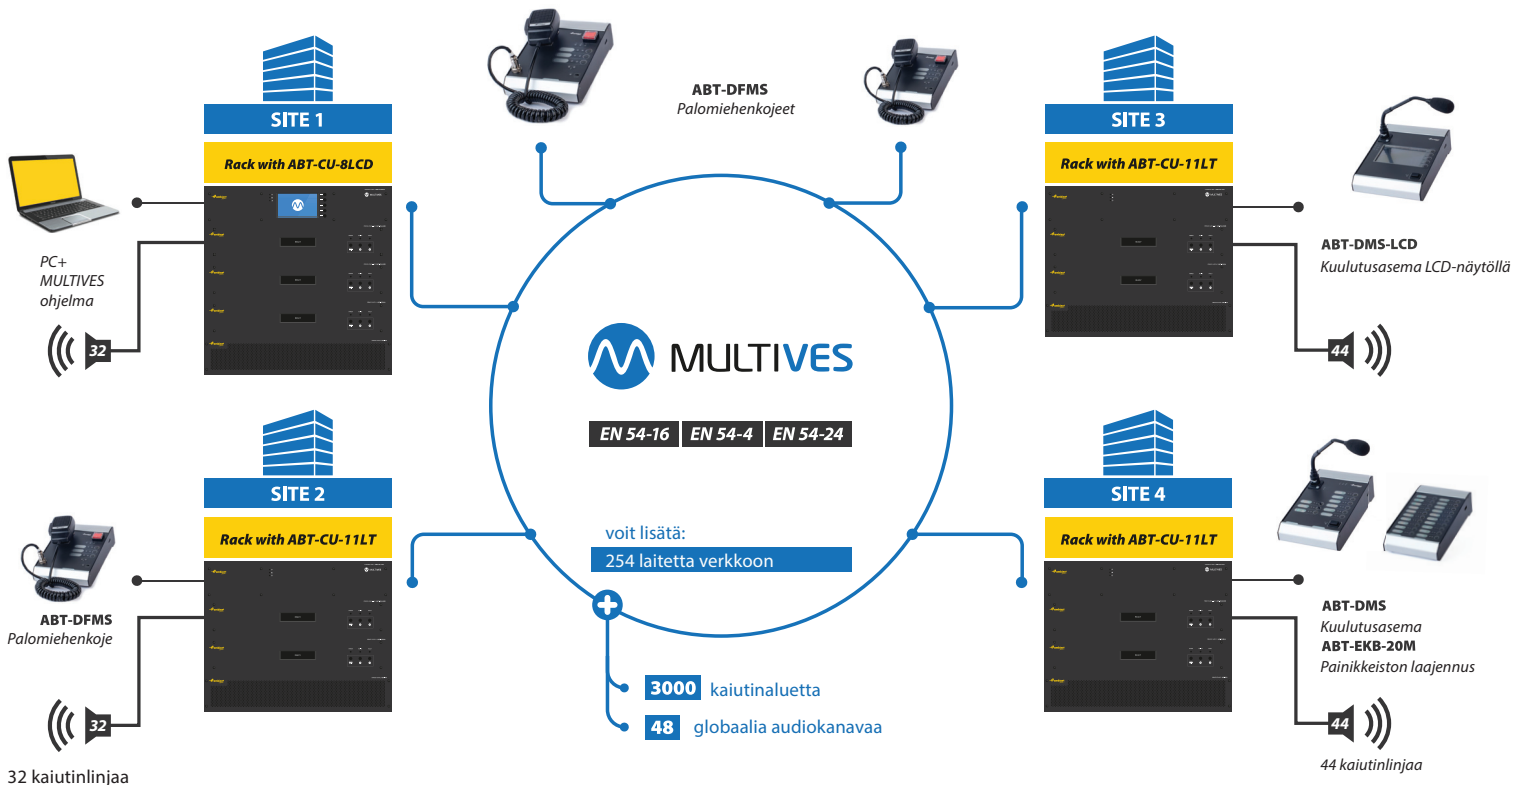 SITE 1
Rack with ABT-CU-8LCD
MULTIVES
PC+
MULTIVES
ohjelma
32
ABT-DFMS
Palomiehenkojeet
SITE 3
Rack with ABT-CU-11LT
MULTIVES
ABT-DMS-LCD
Kuulutusasema LCD-näytöllä
44
MULTIVES
EN 54-16
EN 54-4
EN 54-24
voit lisätä:
254 laitetta verkkoon
3000 kaiutinaluetta
48 globaalia audiokanavaa
SITE 2
Rack with ABT-CU-11LT
MULTIVES
ABT-DFMS
Palomiehenkoje
32
32 kaiutinlinjaa
SITE 4
Rack with ABT-CU-11LT
MULTIVES
ABT-DMS
Kuulutusasema
ABT-EKB-20M
Painikkeiston laajennus
44
44 kaiutinlinjaa